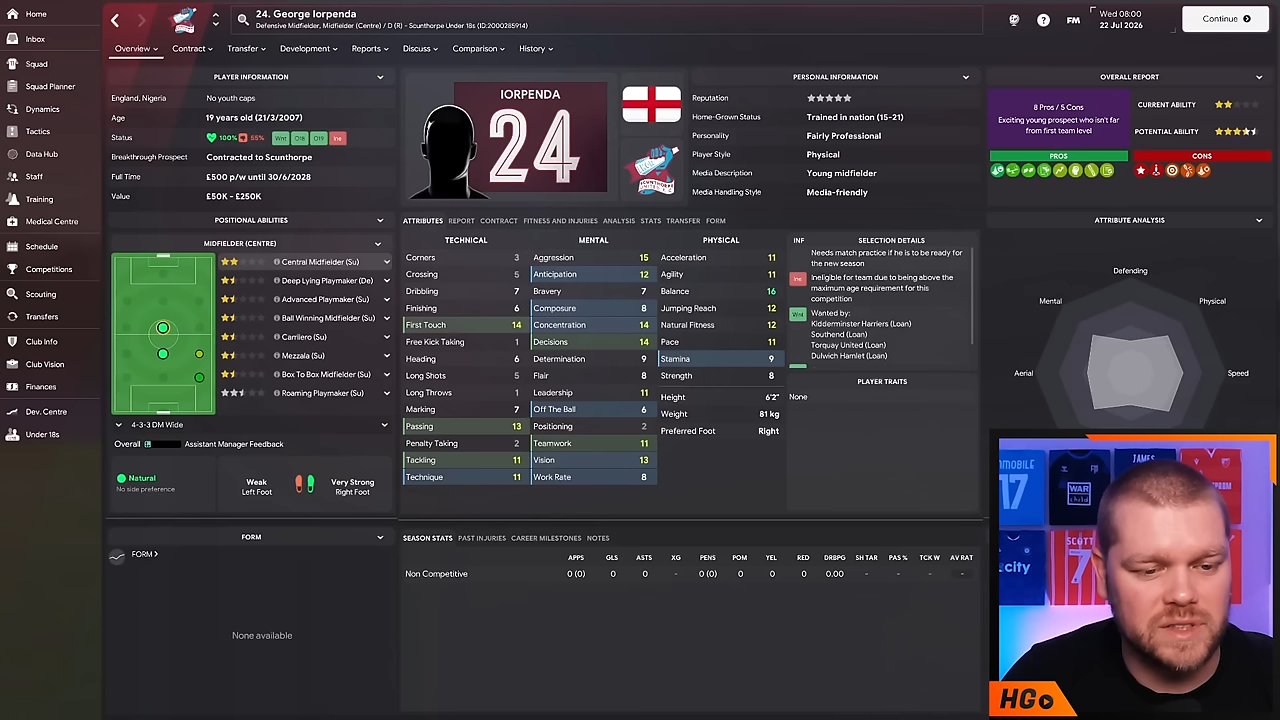 Home
Inbox
Squad
Squad Planner
Dynamics
Tactics
Data Hub
Staff
Training
Medical Centre
Schedule
Competitions
Scouting
Transfers
Club Info
Club Vision
Finances
Dev. Centre
Under 18s
24. George Iorpenda
Defensive Midfielder, Midfielder (Centre) / D (R) - Scunthorpe Under 18s (ID:2000285914)
FM
Wed 08:00
22 Jul 2026
Continue
Overview
Contract
Transfer
Development
Reports
Discuss
Comparison
History
PLAYER INFORMATION
England, Nigeria No youth caps
Age 19 years old (21/3/2007)
Status 100% 55% Wnt O18 O19 Ine
Breakthrough Prospect Contracted to Scunthorpe
Full Time £500 p/w until 30/6/2028
Value £50K - £250K
POSITIONAL ABILITIES
MIDFIELDER (CENTRE)
Central Midfielder (Su)
Deep Lying Playmaker (De)
Advanced Playmaker (Su)
Ball Winning Midfielder (Su)
Carrilero (Su)
Mezzala (Su)
Box To Box Midfielder (Su)
Roaming Playmaker (Su)
4-3-3 DM Wide
Overall Assistant Manager Feedback
Natural
No side preference
Weak
Left Foot
Very Strong
Right Foot
FORM
FORM
None available
IORPENDA
24
PERSONAL INFORMATION
Reputation
Home-Grown Status Trained in nation (15-21)
Personality Fairly Professional
Player Style Physical
Media Description Young midfielder
Media Handling Style Media-friendly
ATTRIBUTES REPORT CONTRACT FITNESS AND INJURIES ANALYSIS STATS TRANSFER FORM
TECHNICAL
Corners 3
Crossing 5
Dribbling 7
Finishing 6
First Touch 14
Free Kick Taking 1
Heading 6
Long Shots 5
Long Throws 1
Marking 7
Passing 13
Penalty Taking 2
Tackling 11
Technique 11
MENTAL
Aggression 15
Anticipation 12
Bravery 7
Composure 8
Concentration 14
Decisions 14
Determination 9
Flair 8
Leadership 11
Off The Ball 6
Positioning 2
Teamwork 11
Vision 13
Work Rate 8
PHYSICAL
Acceleration 11
Agility 11
Balance 16
Jumping Reach 12
Natural Fitness 12
Pace 11
Stamina 9
Strength 8
Height 6'2"
Weight 81 kg
Preferred Foot Right
INF SELECTION DETAILS
Needs match practice if he is to be ready for
the new season
Ine
Ineligible for team due to being above the
maximum age requirement for this
competition
Wnt
Wanted by:
Kidderminster Harriers (Loan)
Southend (Loan)
Torquay United (Loan)
Dulwich Hamlet (Loan)
PLAYER TRAITS
None
SEASON STATS PAST INJURIES CAREER MILESTONES NOTES
APPS GLS ASTS XG PENS POM YEL RED DRBPG SH TAR PAS % TCK W AV RAT
Non Competitive 0 (0) 0 0 - 0 (0) 0 0 0 0.00 - - - -
OVERALL REPORT
8 Pros / 5 Cons
Exciting young prospect who isn't far
from first team level
CURRENT ABILITY
POTENTIAL ABILITY
PROS
CONS
ATTRIBUTE ANALYSIS
Defending
Physical
Speed
Aerial
Mental
17
WAR
child
JAMES
SCOTT
7
city
HG